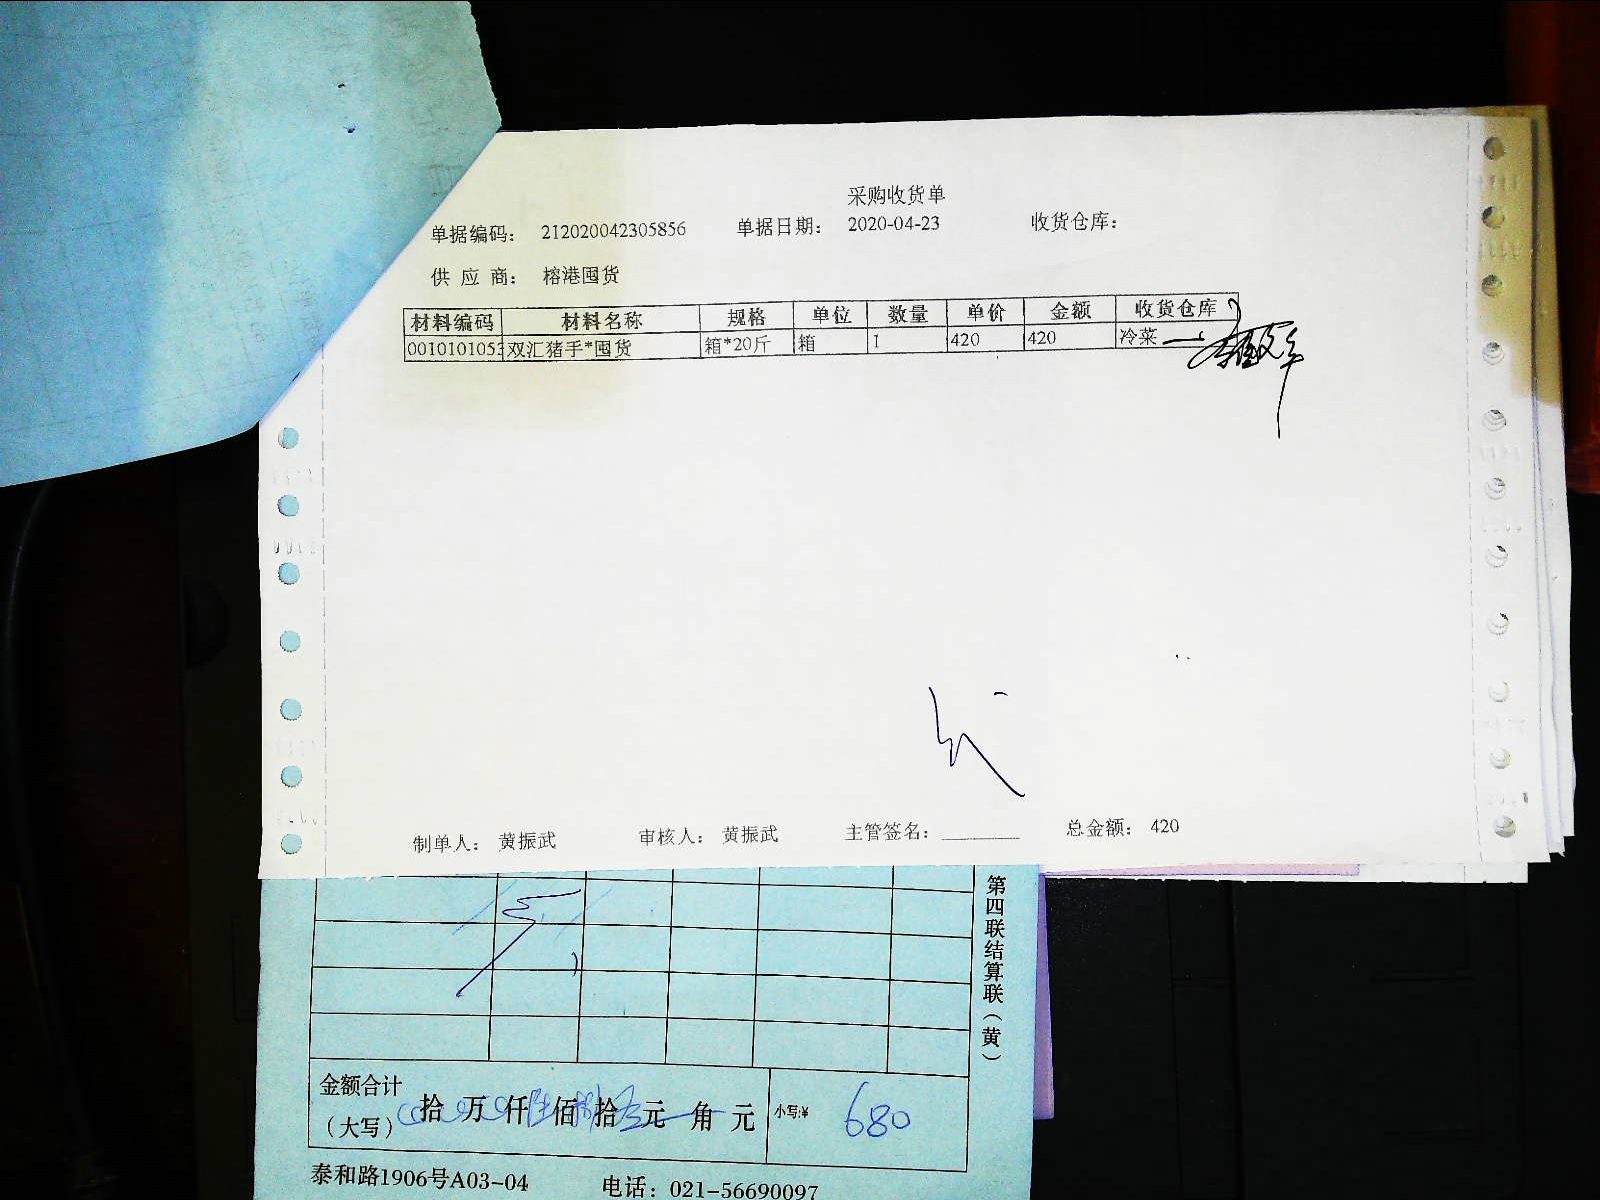 采购收货单
单据编码： 212020042305856 单据日期： 2020-04-23 收货仓库：
供 应 商： 榕港囤货
材料编码 材料名称 规格 单位 数量 单价 金额 收货仓库
0010101053 双汇猪手*囤货 箱*20斤 箱 1 420 420 冷菜
制单人： 黄振武 审核人： 黄振武 主管签名： 总金额： 420
第四联结算联（黄）
金额合计
（大写） 拾 万 仟 佰 拾 元 角 元 小写:¥ 680
泰和路1906号A03-04 电话：021-56690097